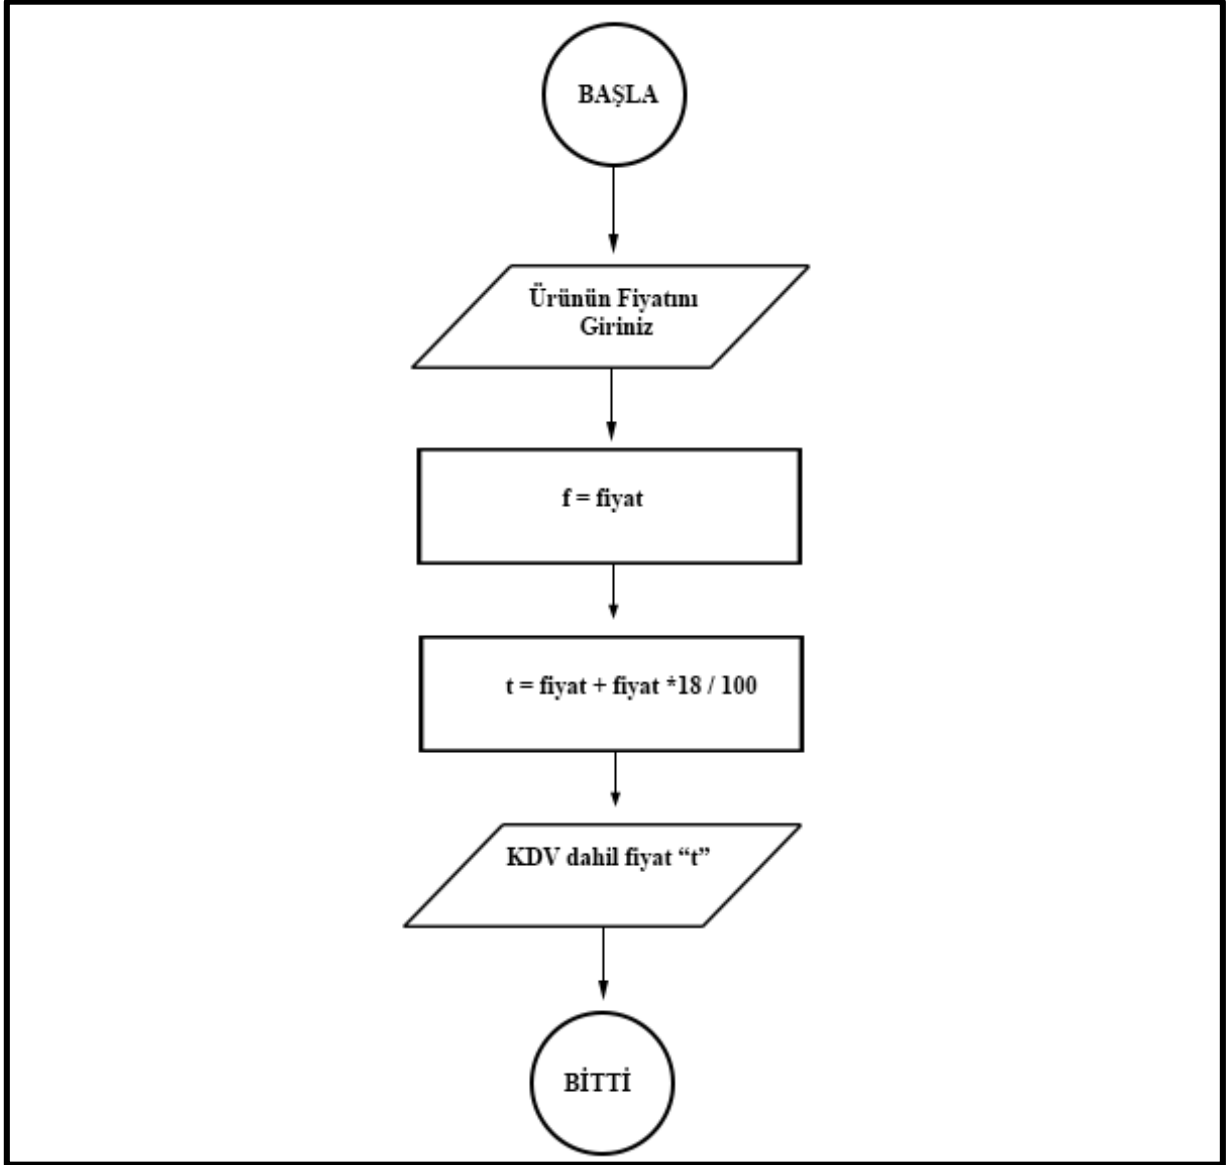 BAŞLA
Ürünün Fiyatını
Giriniz
f = fiyat
t = fiyat + fiyat *18 / 100
KDV dahil fiyat “t”
BİTTİ